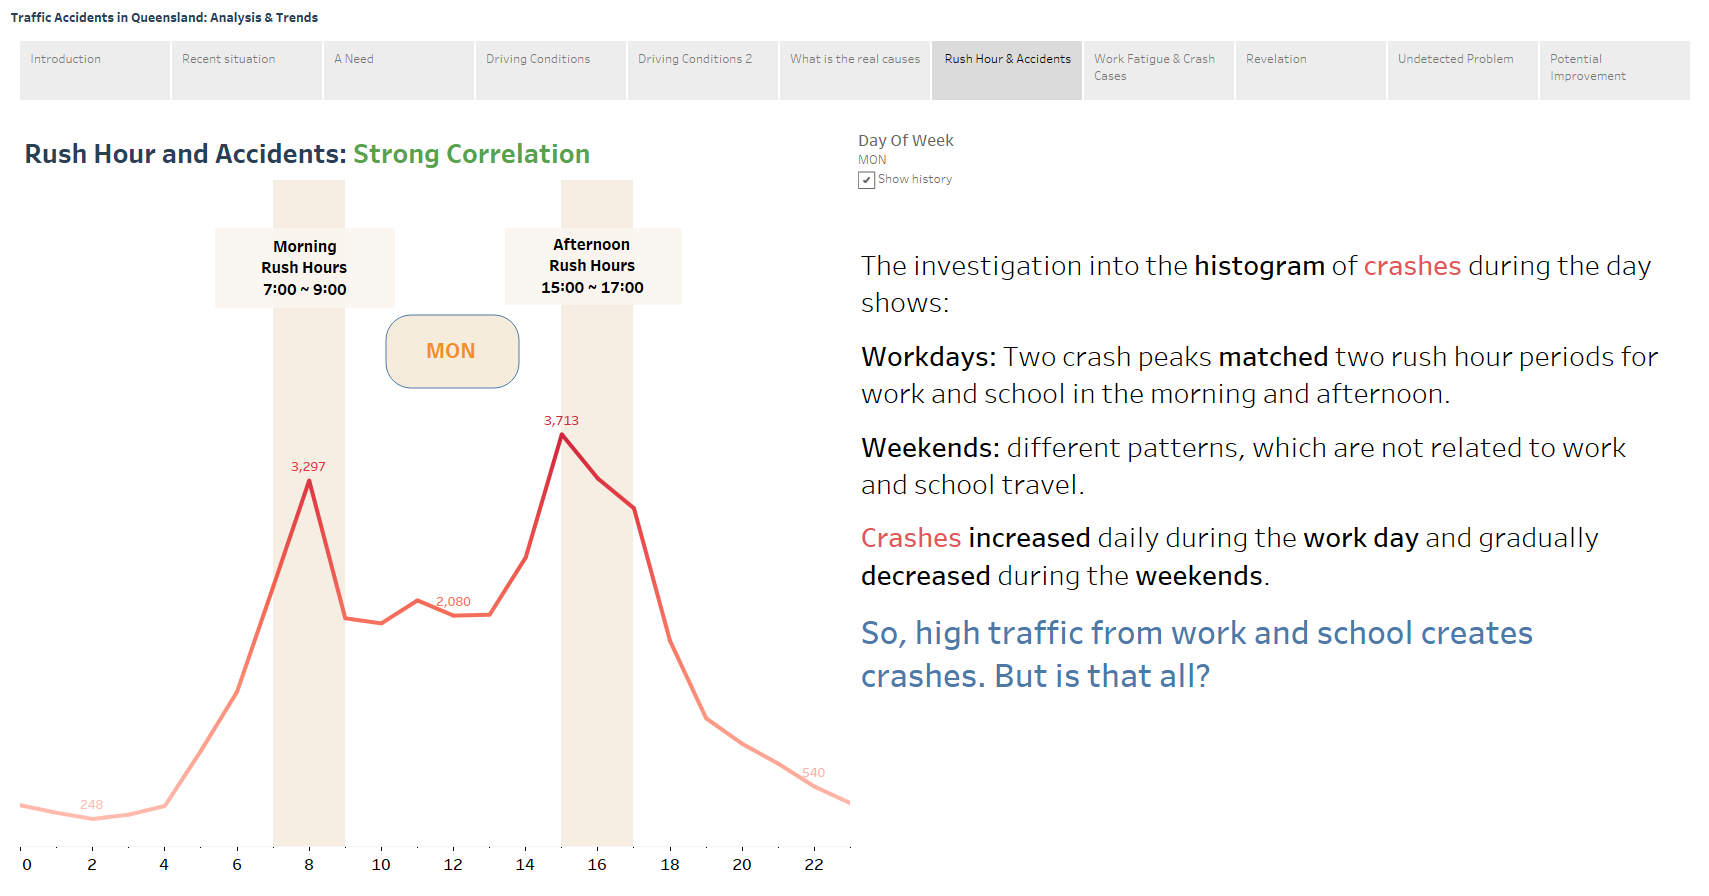 Traffic Accidents in Queensland: Analysis & Trends
Introduction
Recent situation
A Need
Driving Conditions
Driving Conditions 2
What is the real causes
Rush Hour & Accidents
Work Fatigue & Crash
Cases
Revelation
Undetected Problem
Potential
Improvement
Rush Hour and Accidents: Strong Correlation
Morning
Rush Hours
7:00 ~ 9:00
Afternoon
Rush Hours
15:00 ~ 17:00
MON
3,713
3,297
2,080
540
248
0 2 4 6 8 10 12 14 16 18 20 22
Day Of Week
MON
Show history
The investigation into the histogram of crashes during the day
shows:
Workdays: Two crash peaks matched two rush hour periods for
work and school in the morning and afternoon.
Weekends: different patterns, which are not related to work
and school travel.
Crashes increased daily during the work day and gradually
decreased during the weekends.
So, high traffic from work and school creates
crashes. But is that all?